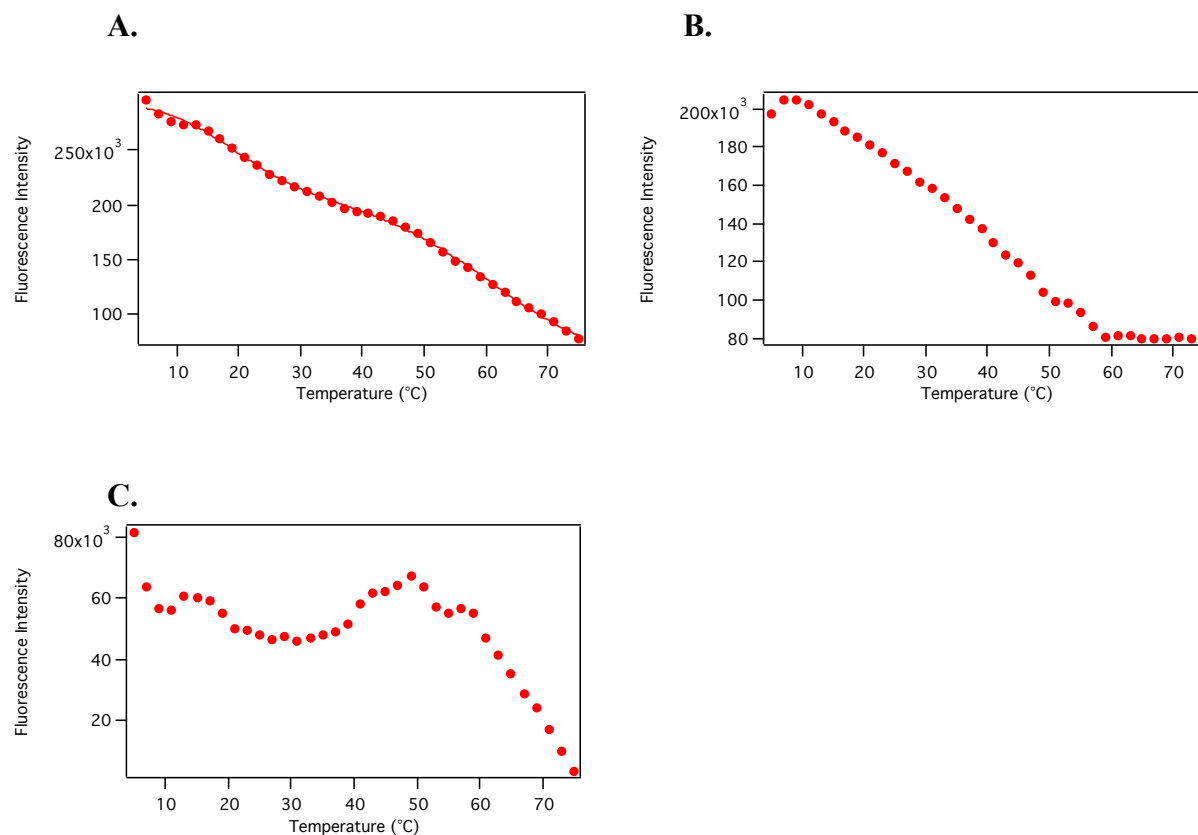 A.
B.
Fluorescence Intensity
250x10³
200
150
100
10 20 30 40 50 60 70
Temperature (°C)
Fluorescence Intensity
200x10³
180
160
140
120
100
80
10 20 30 40 50 60 70
Temperature (°C)
C.
Fluorescence Intensity
80x10³
60
40
20
10 20 30 40 50 60 70
Temperature (°C)